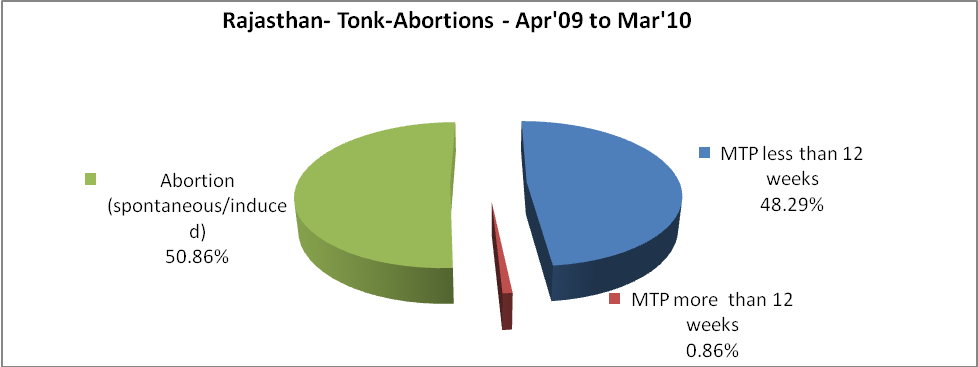 Rajasthan- Tonk-Abortions - Apr'09 to Mar'10
Abortion
(spontaneous/induce
d)
50.86%
MTP less than 12
weeks
48.29%
MTP more than 12
weeks
0.86%